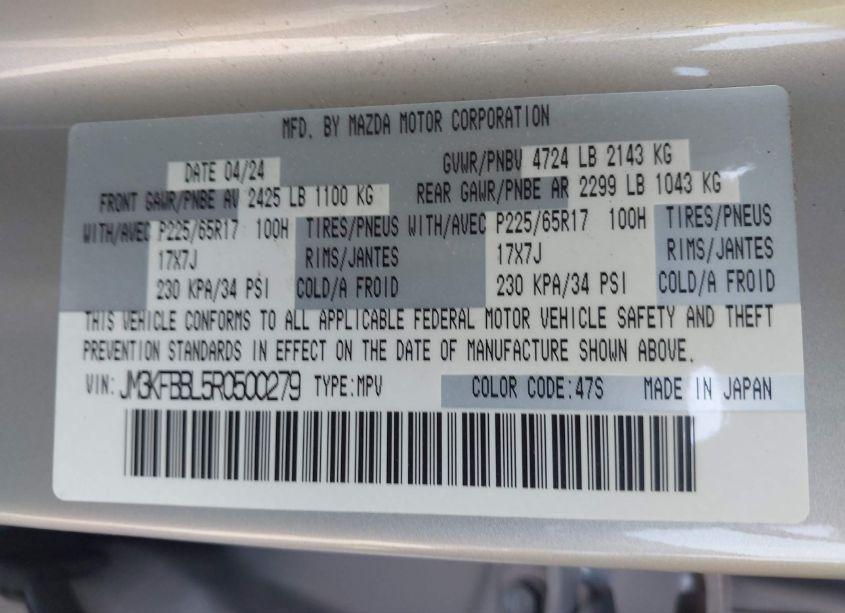 MFD. BY MAZDA MOTOR CORPORATION
DATE 04/24 GVWR/PNBV 4724 LB 2143 KG
FRONT GAWR/PNBE AV 2425 LB 1100 KG REAR GAWR/PNBE AR 2299 LB 1043 KG
WITH/AVEC P225/65R17 100H TIRES/PNEUS WITH/AVEC P225/65R17 100H TIRES/PNEUS
17X7J RIMS/JANTES 17X7J RIMS/JANTES
230 KPA/34 PSI COLD/A FROID 230 KPA/34 PSI COLD/A FROID
THIS VEHICLE CONFORMS TO ALL APPLICABLE FEDERAL MOTOR VEHICLE SAFETY AND THEFT
PREVENTION STANDARDS IN EFFECT ON THE DATE OF MANUFACTURE SHOWN ABOVE.
VIN: JM3KFBBL5R0500279 TYPE:MPV COLOR CODE:47S MADE IN JAPAN